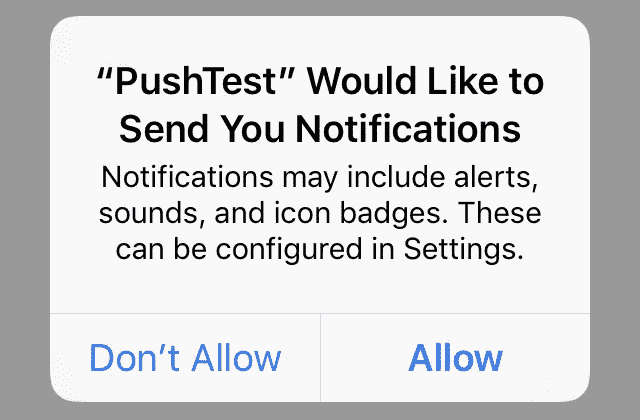 “PushTest” Would Like to
Send You Notifications
Notifications may include alerts,
sounds, and icon badges. These
can be configured in Settings.
Don’t Allow
Allow